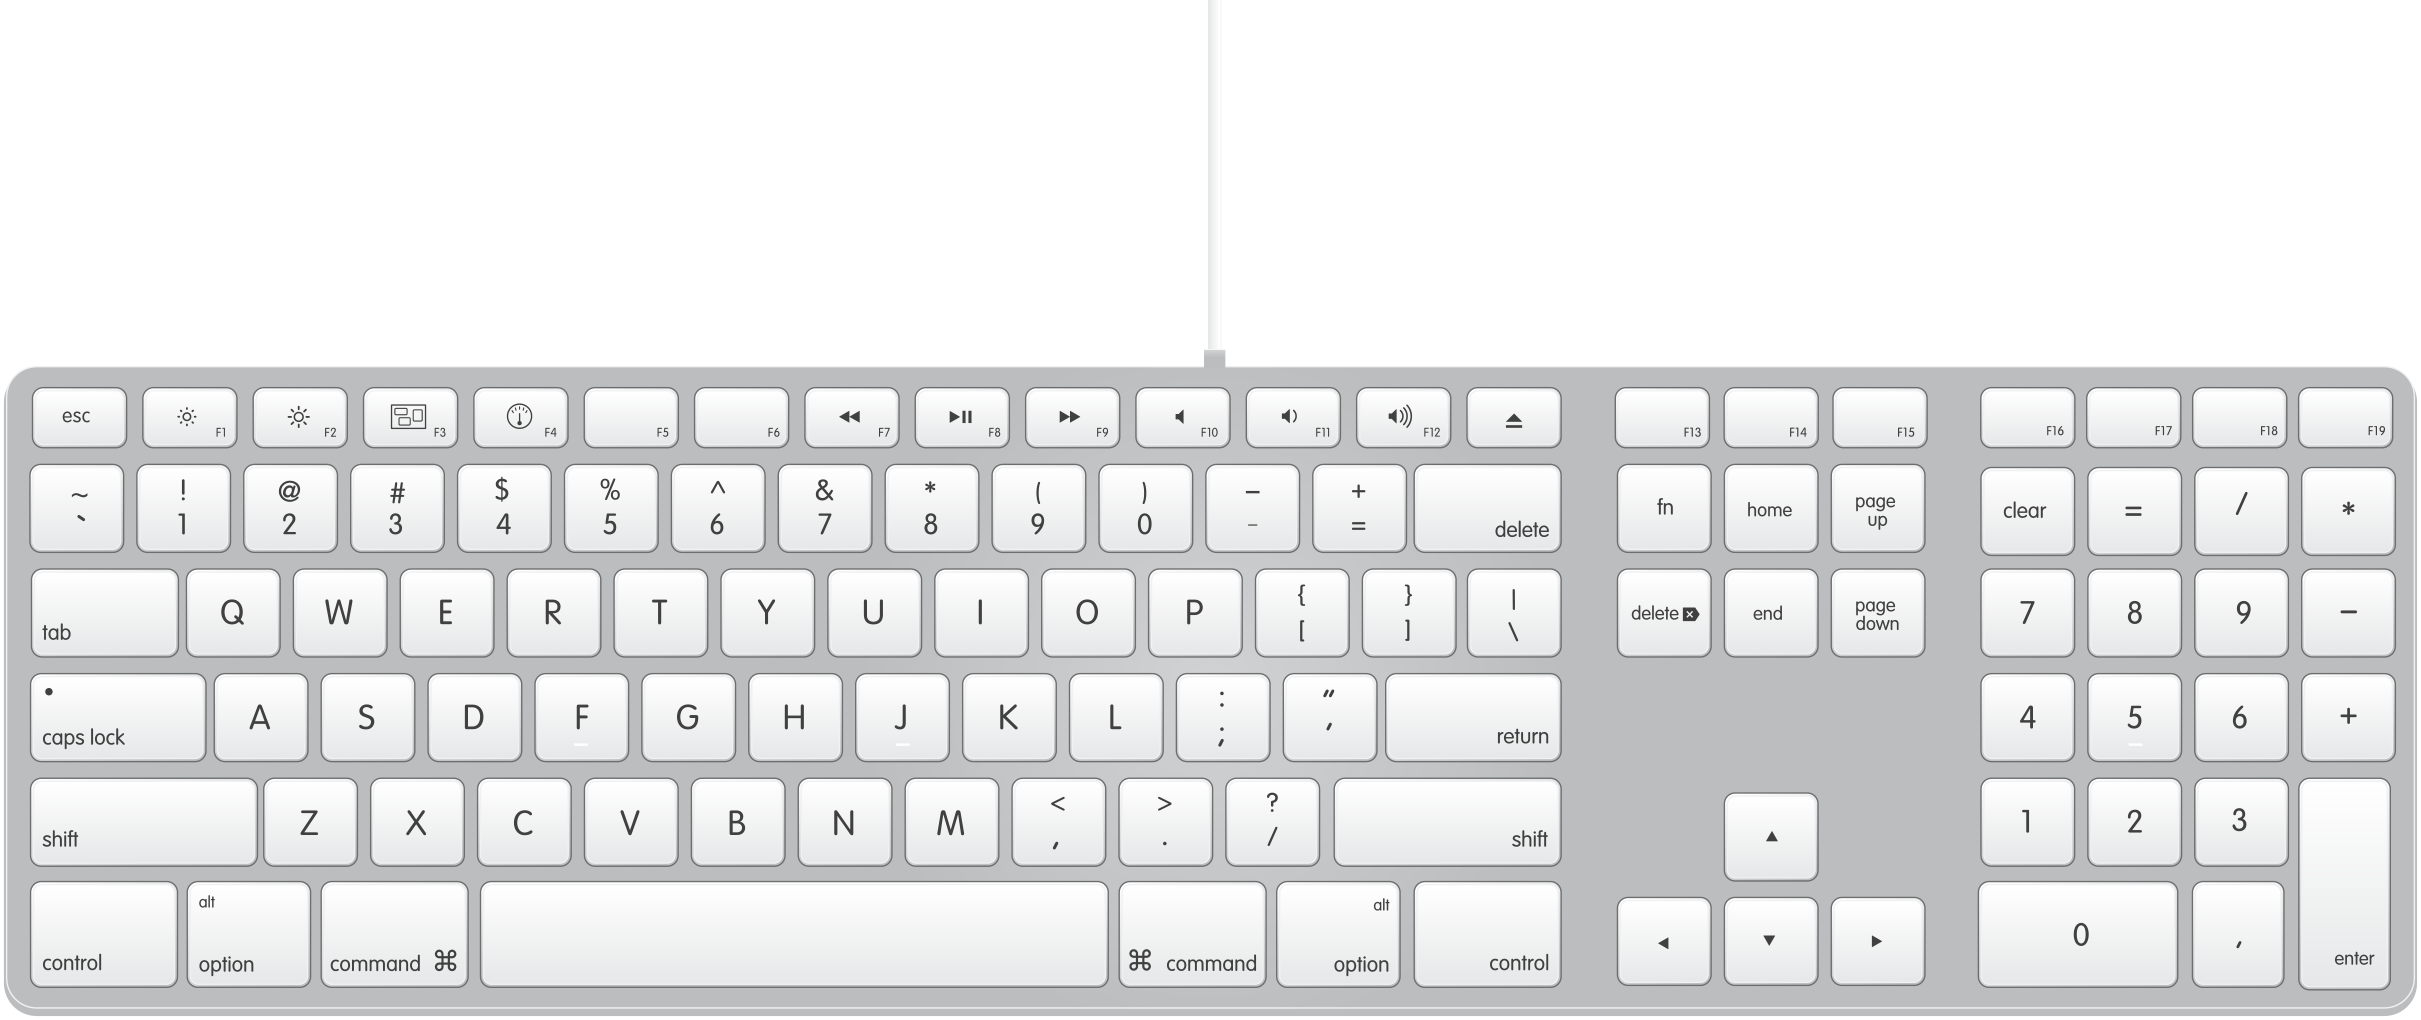 esc F1 F2 F3 F4 F5 F6 F7 F8 F9 F10 F11 F12 F13 F14 F15 F16 F17 F18 F19
~ ! @ # $ % ^ & * ( ) – +
` 1 2 3 4 5 6 7 8 9 0 - = delete fn home page up clear = / *
tab Q W E R T Y U I O P { [ } ] | \ delete end page down 7 8 9 –
caps lock A S D F G H J K L : ; " ' return 4 5 6 +
shift Z X C V B N M < , > . ? / shift 1 2 3
control alt option command ⌘ ⌘ command alt option control 0 , enter